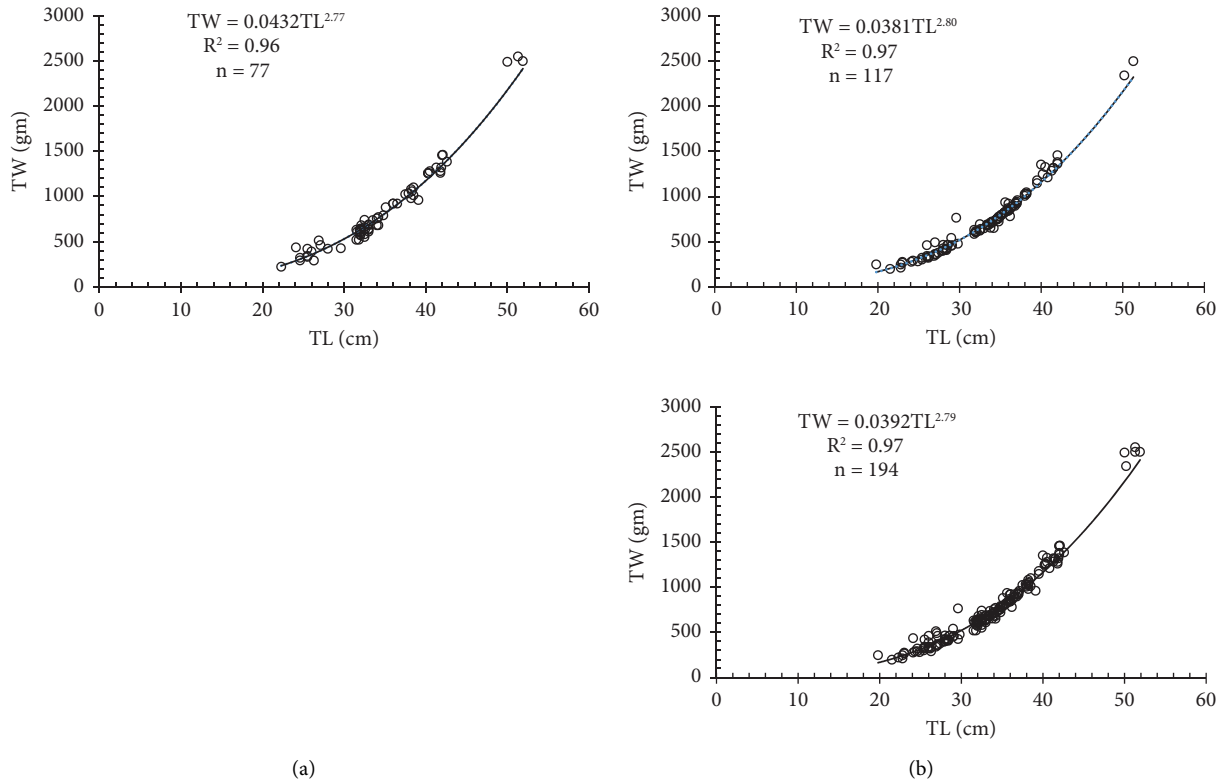 TW = 0.0432TL^2.77
R² = 0.96
n = 77
3000
2500
2000
1500
1000
500
0
TW (gm)
0 10 20 30 40 50 60
TL (cm)
TW = 0.0381TL^2.80
R² = 0.97
n = 117
3000
2500
2000
1500
1000
500
0
TW (gm)
0 10 20 30 40 50 60
TL (cm)
TW = 0.0392TL^2.79
R² = 0.97
n = 194
3000
2500
2000
1500
1000
500
0
TW (gm)
0 10 20 30 40 50 60
TL (cm)
(a)
(b)